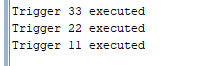 Trigger 33 executed
Trigger 22 executed
Trigger 11 executed